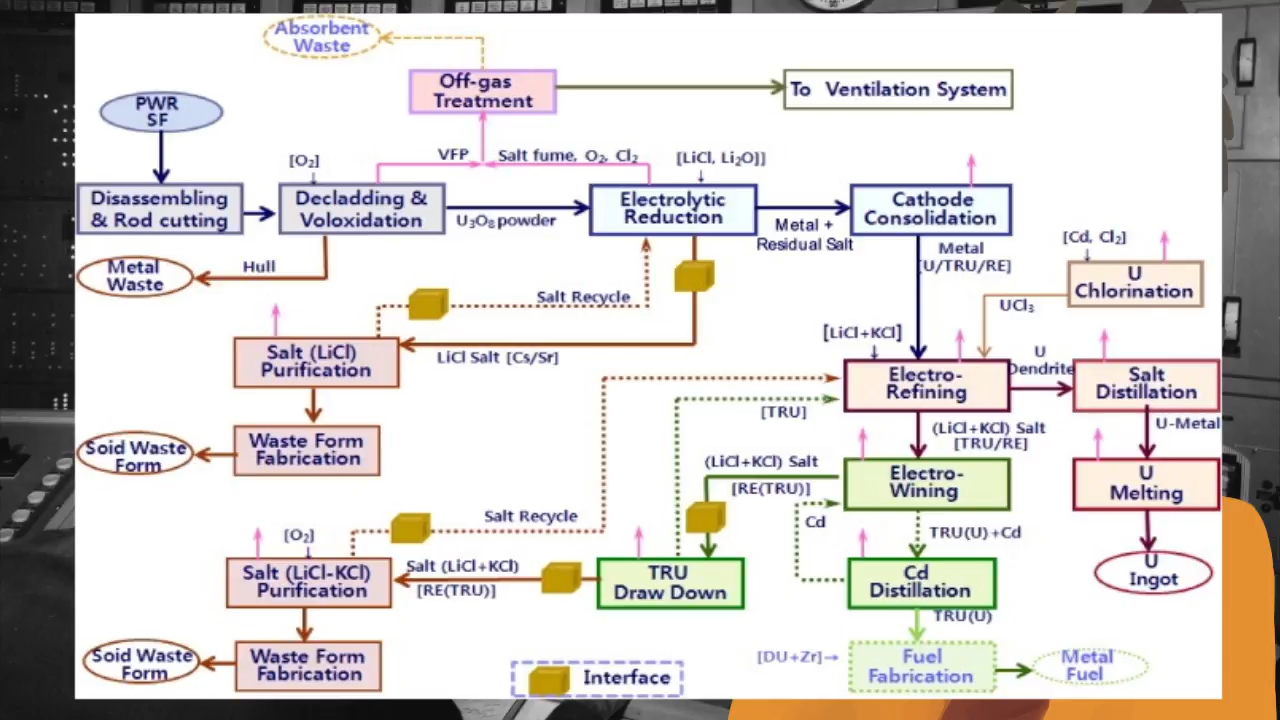 Absorbent
Waste
Off-gas
Treatment
To Ventilation System
PWR
SF
[O₂]
VFP
Salt fume, O₂, Cl₂
[LiCl, Li₂O]]
Disassembling
& Rod cutting
Decladding &
Voloxidation
U₃O₈ powder
Electrolytic
Reduction
Metal +
Residual Salt
Cathode
Consolidation
Metal
Waste
Hull
Metal
[U/TRU/RE]
[Cd, Cl₂]
U
Chlorination
UCl₃
Salt Recycle
Salt (LiCl)
Purification
LiCl Salt [Cs/Sr]
[LiCl+KCl]
Electro-
Refining
U
Dendrite
Salt
Distillation
[TRU]
U-Metal
Soid Waste
Form
Waste Form
Fabrication
(LiCl+KCl) Salt
[TRU/RE]
(LiCl+KCl) Salt
[RE(TRU)]
Electro-
Wining
U
Melting
Salt Recycle
Cd
TRU(U)+Cd
[O₂]
Salt (LiCl-KCl)
Purification
Salt (LiCl+KCl)
[RE(TRU)]
TRU
Draw Down
Cd
Distillation
U
Ingot
TRU(U)
Soid Waste
Form
Waste Form
Fabrication
Interface
[DU+Zr]
Fuel
Fabrication
Metal
Fuel